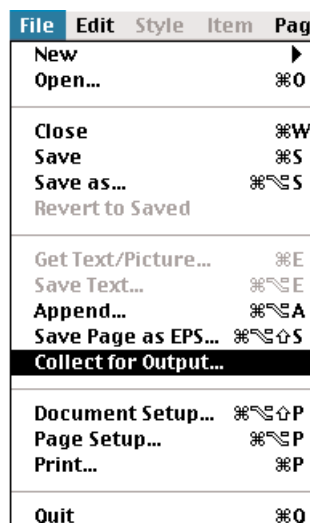 File Edit Style Item Pag
New ▶
Open... ⌘O
Close ⌘W
Save ⌘S
Save as... ⌘⌥S
Revert to Saved
Get Text/Picture... ⌘E
Save Text... ⌘⌥E
Append... ⌘⌥A
Save Page as EPS... ⌘⌥⇧S
Collect for Output...
Document Setup... ⌘⌥⇧P
Page Setup... ⌘⌥P
Print... ⌘P
Quit ⌘Q